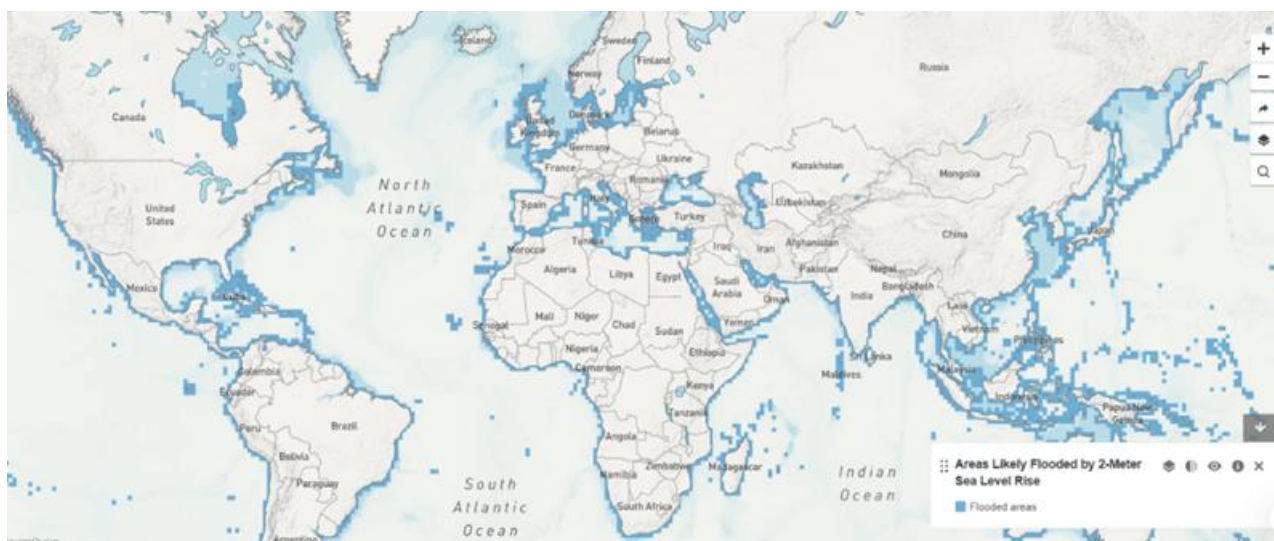 Iceland
Sweden
Finland
Norway
Russia
Canada
United
Kingdom
Denmark
Belarus
Germany
Ukraine
Kazakhstan
Mongolia
France
Romania
North
Atlantic
Ocean
United
States
Spain
Italy
Greece
Turkey
Uzbekistan
China
Japan
Morocco
Tunisia
Iraq
Iran
Afghanistan
Pakistan
Nepal
Bangladesh
Algeria
Libya
Egypt
Saudi
Arabia
Oman
India
Mexico
Cuba
Mali
Niger
Chad
Sudan
Yemen
Laos
Vietnam
Philippines
Senegal
Nigeria
Ethiopia
Sri Lanka
Cameroon
Maldives
Malaysia
Colombia
Ecuador
Kenya
Indonesia
Papua New
Guinea
Tanzania
Peru
Brazil
Angola
Bolivia
Zimbabwe
Madagascar
Namibia
Paraguay
South
Atlantic
Ocean
Indian
Ocean
South Africa
Argentina
Areas Likely Flooded by 2-Meter
Sea Level Rise
Flooded areas